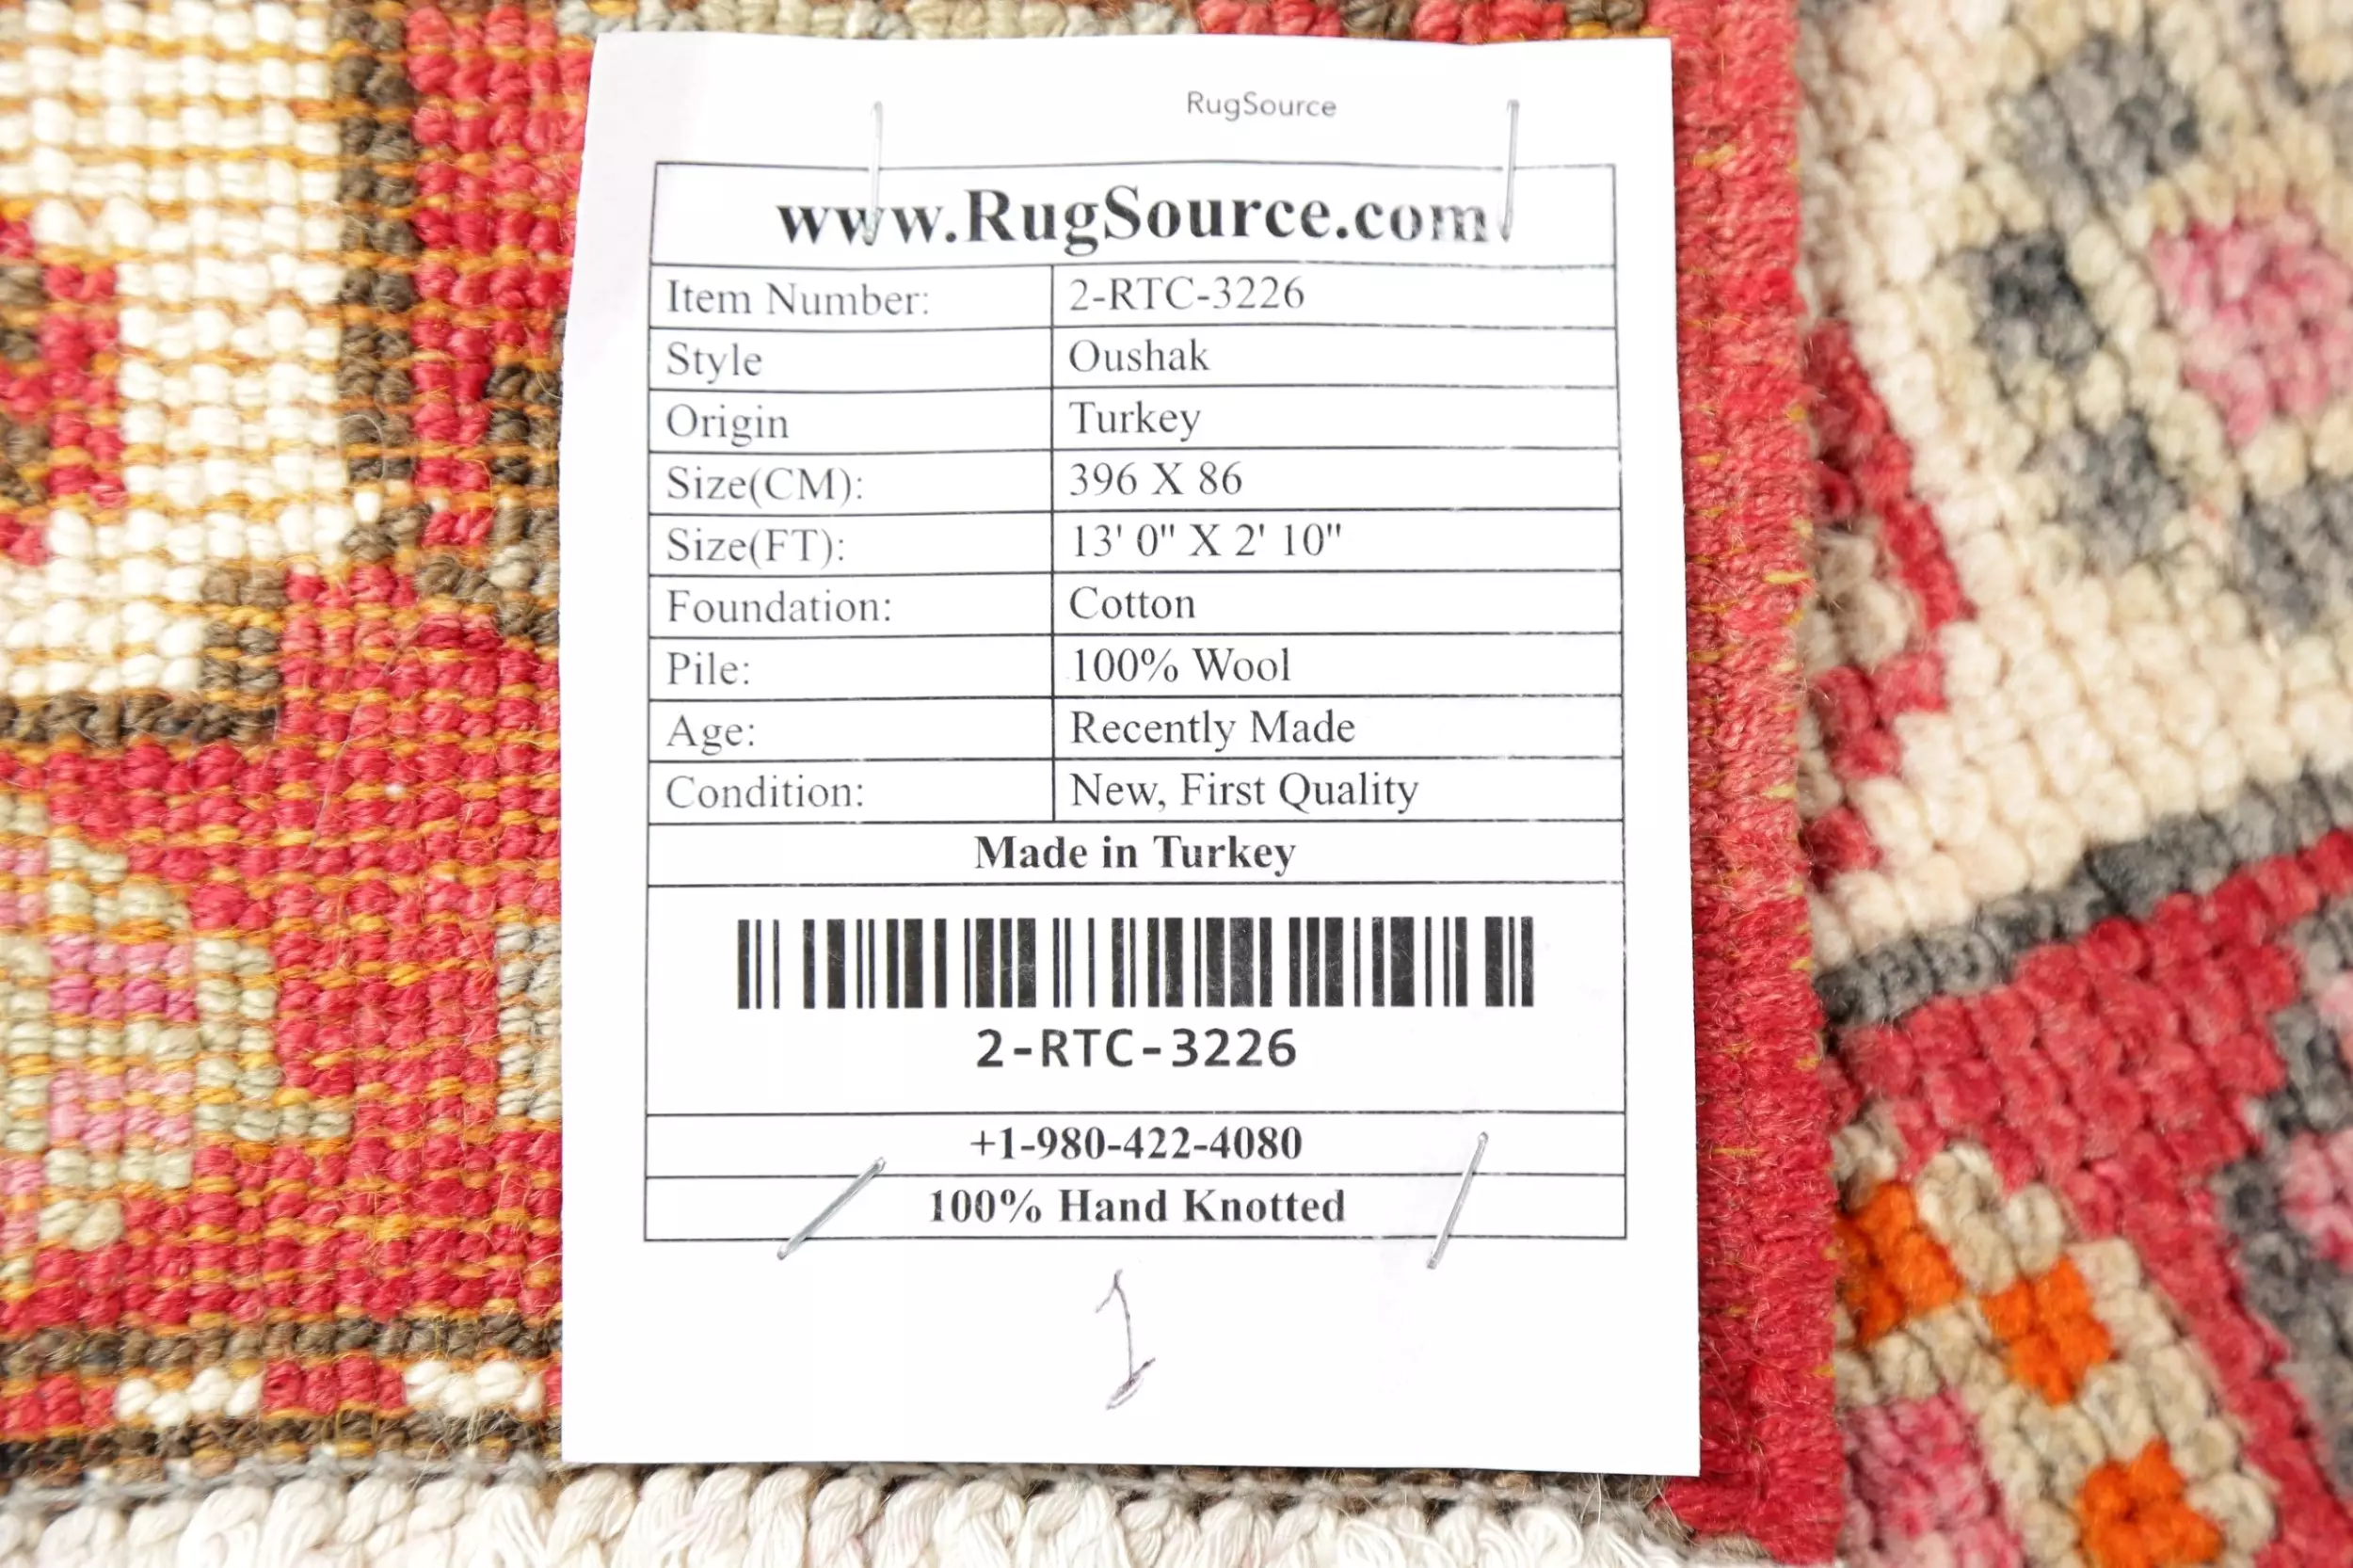 RugSource
www.RugSource.com
Item Number: 2-RTC-3226
Style Oushak
Origin Turkey
Size(CM): 396 X 86
Size(FT): 13' 0" X 2' 10"
Foundation: Cotton
Pile: 100% Wool
Age: Recently Made
Condition: New, First Quality
Made in Turkey
2-RTC-3226
+1-980-422-4080
100% Hand Knotted
1